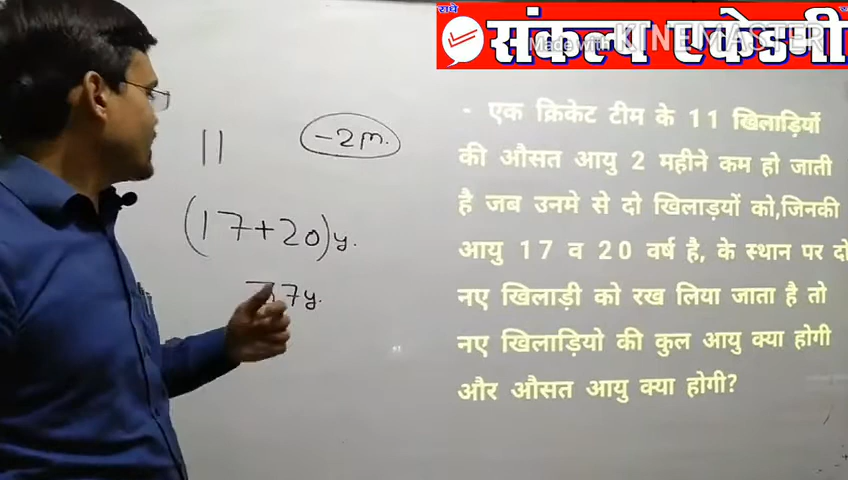 राधे
संकल्प एकेडमी
Made with KINEMASTER
- एक क्रिकेट टीम के 11 खिलाड़ियों
की औसत आयु 2 महीने कम हो जाती
है जब उनमे से दो खिलाड़यों को,जिनकी
आयु 17 व 20 वर्ष है, के स्थान पर दो
नए खिलाड़ी को रख लिया जाता है तो
नए खिलाड़ियो की कुल आयु क्या होगी
और औसत आयु क्या होगी?
11
-2m.
(17+20)y.
37y.